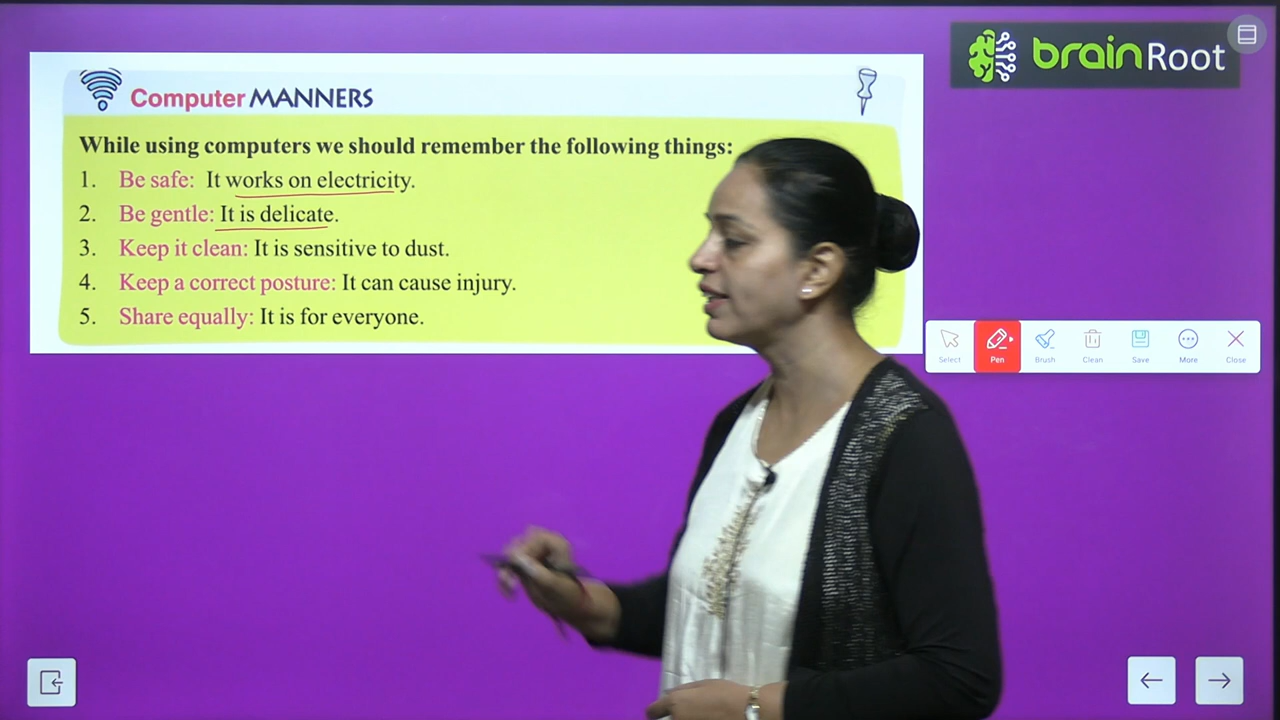 brainRoot
Computer MANNERS
While using computers we should remember the following things:
1. Be safe: It works on electricity.
2. Be gentle: It is delicate.
3. Keep it clean: It is sensitive to dust.
4. Keep a correct posture: It can cause injury.
5. Share equally: It is for everyone.
Select Pen Brush Clean Save More Close